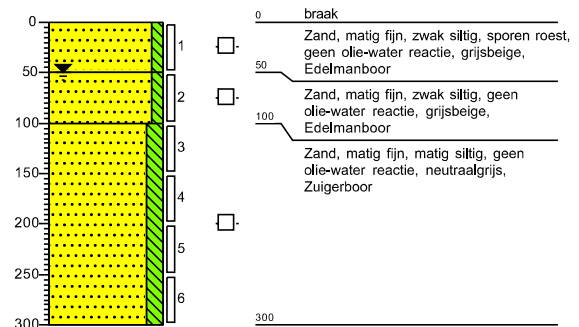 0
50
100
150
200
250
300
1
2
3
4
5
6
0 braak
Zand, matig fijn, zwak siltig, sporen roest,
geen olie-water reactie, grijsbeige,
Edelmanboor
50
Zand, matig fijn, zwak siltig, geen
olie-water reactie, grijsbeige,
Edelmanboor
100
Zand, matig fijn, matig siltig, geen
olie-water reactie, neutraalgrijs,
Zuigerboor
300